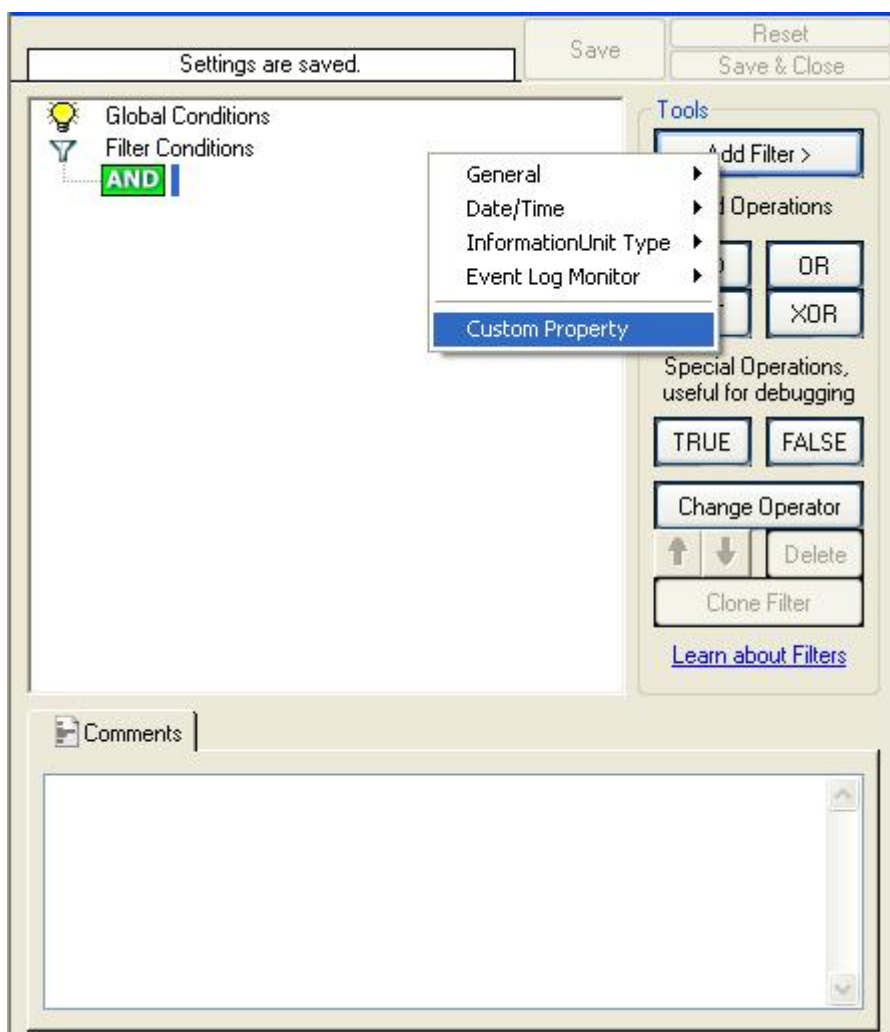 Settings are saved.
Save
Reset
Save & Close
Global Conditions
Filter Conditions
AND
Tools
Add Filter >
Operations
OR
XOR
General
Date/Time
InformationUnit Type
Event Log Monitor
Custom Property
Special Operations,
useful for debugging
TRUE
FALSE
Change Operator
Delete
Clone Filter
Learn about Filters
Comments